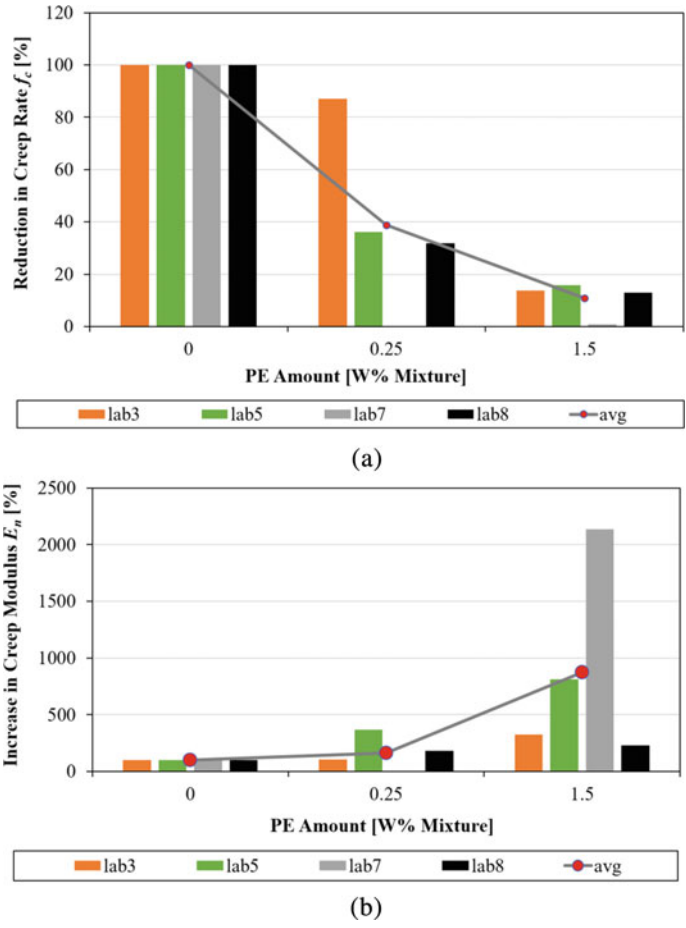 120
100
80
60
40
20
0
Reduction in Creep Rate f_c [%]
0 0.25 1.5
PE Amount [W% Mixture]
lab3 lab5 lab7 lab8 avg
(a)
2500
2000
1500
1000
500
0
Increase in Creep Modulus E_n [%]
0 0.25 1.5
PE Amount [W% Mixture]
lab3 lab5 lab7 lab8 avg
(b)